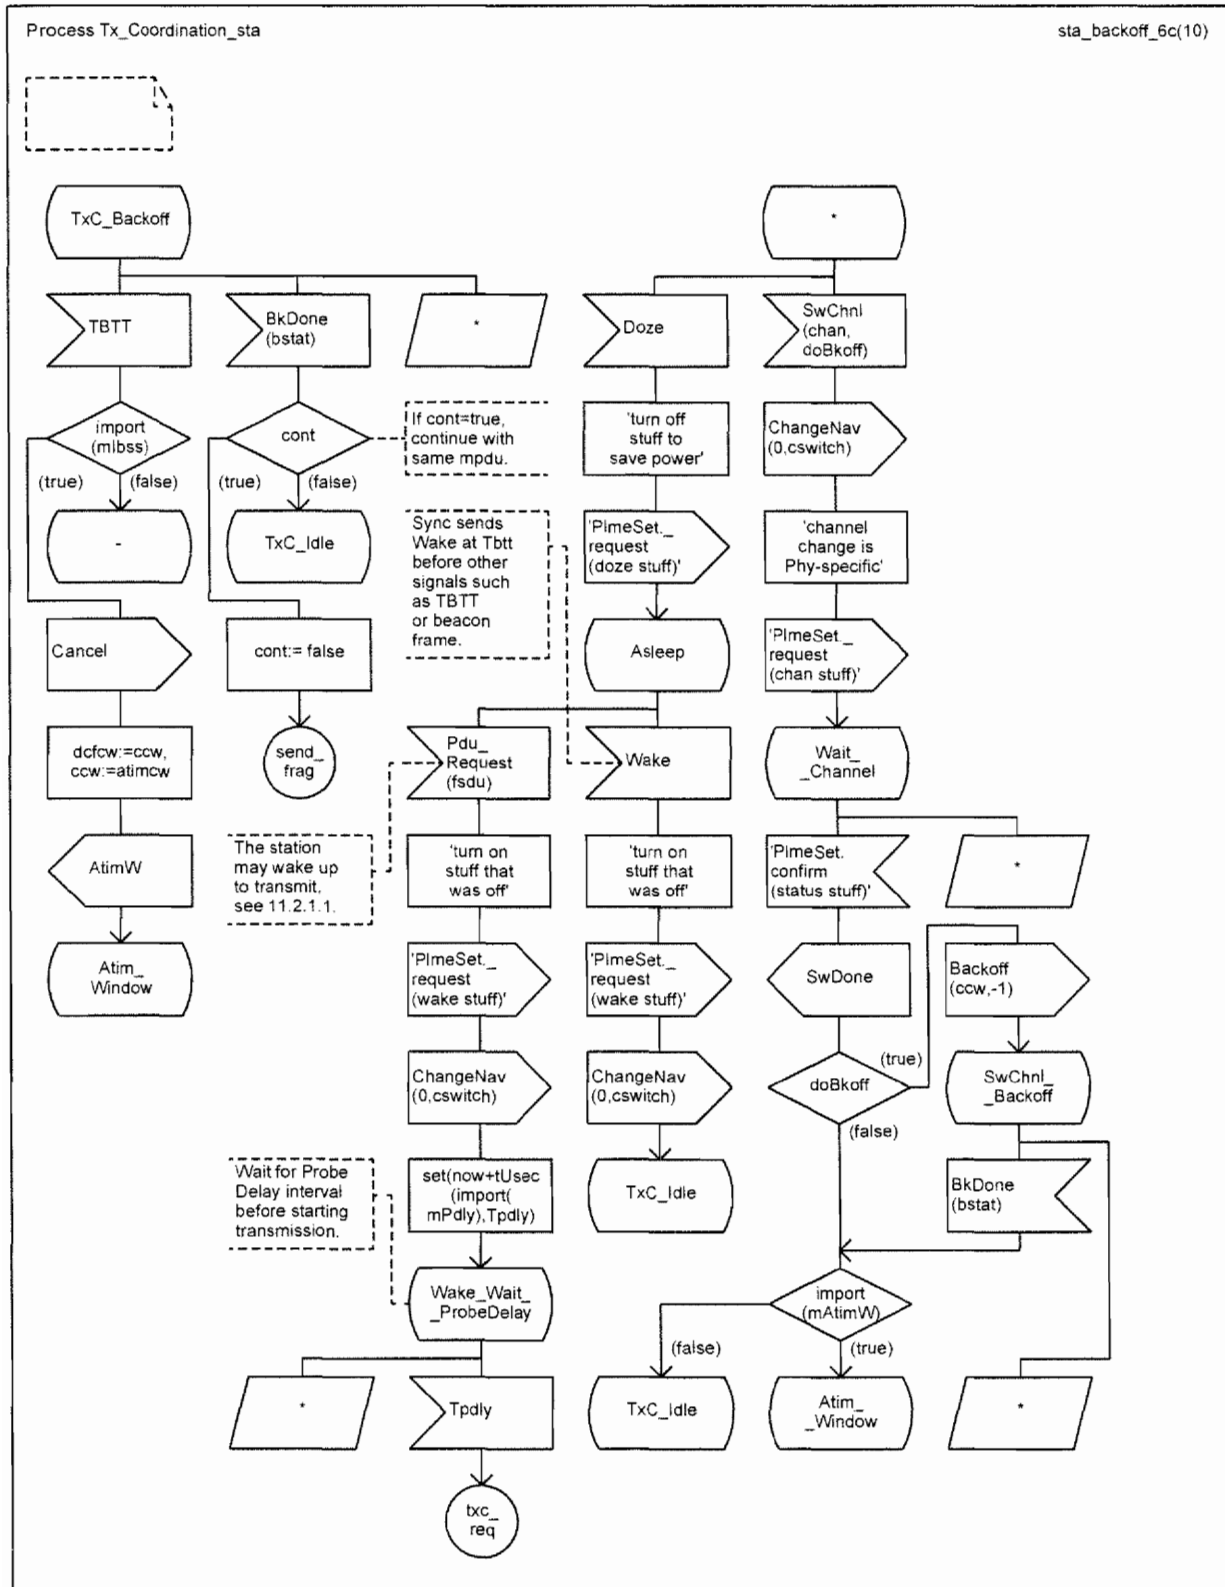 Process Tx_Coordination_sta
sta_backoff_6c(10)
TxC_Backoff
*
TBTT
BkDone
(bstat)
*
Doze
SwChnl
(chan,
doBkoff)
import
(mIbss)
(true)
(false)
cont
(true)
(false)
If cont=true,
continue with
same mpdu.
'turn off
stuff to
save power'
ChangeNav
(0,cswitch)
-
TxC_Idle
Sync sends
Wake at Tbtt
before other
signals such
as TBTT
or beacon
frame.
'PlmeSet._
request
(doze stuff)'
'channel
change is
Phy-specific'
Cancel
cont:= false
Asleep
'PlmeSet._
request
(chan stuff)'
dcfcw:=ccw,
ccw:=atimcw
send_
frag
Pdu_
Request
(fsdu)
Wake
Wait_
_Channel
AtimW
The station
may wake up
to transmit,
see 11.2.1.1.
'turn on
stuff that
was off'
'turn on
stuff that
was off'
'PlmeSet.
confirm
(status stuff)'
*
Atim_
_Window
'PlmeSet._
request
(wake stuff)'
'PlmeSet._
request
(wake stuff)'
SwDone
Backoff
(ccw,-1)
ChangeNav
(0,cswitch)
ChangeNav
(0,cswitch)
doBkoff
(true)
(false)
SwChnl_
_Backoff
Wait for Probe
Delay interval
before starting
transmission.
set(now+tUsec
(import(
mPdly),Tpdly)
TxC_Idle
BkDone
(bstat)
Wake_Wait_
_ProbeDelay
import
(mAtimW)
(false)
(true)
*
Tpdly
TxC_Idle
Atim_
_Window
*
txc_
req